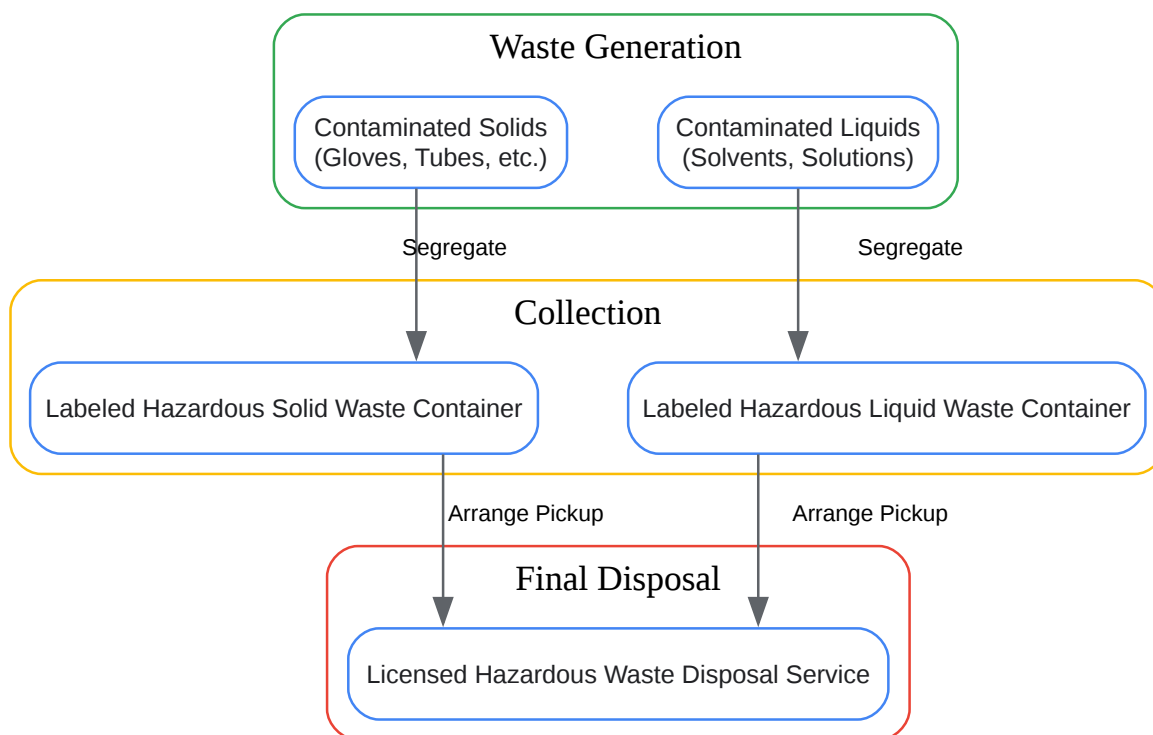 Waste Generation
Contaminated Solids
(Gloves, Tubes, etc.)
Contaminated Liquids
(Solvents, Solutions)
Segregate
Segregate
Collection
Labeled Hazardous Solid Waste Container
Labeled Hazardous Liquid Waste Container
Arrange Pickup
Arrange Pickup
Final Disposal
Licensed Hazardous Waste Disposal Service